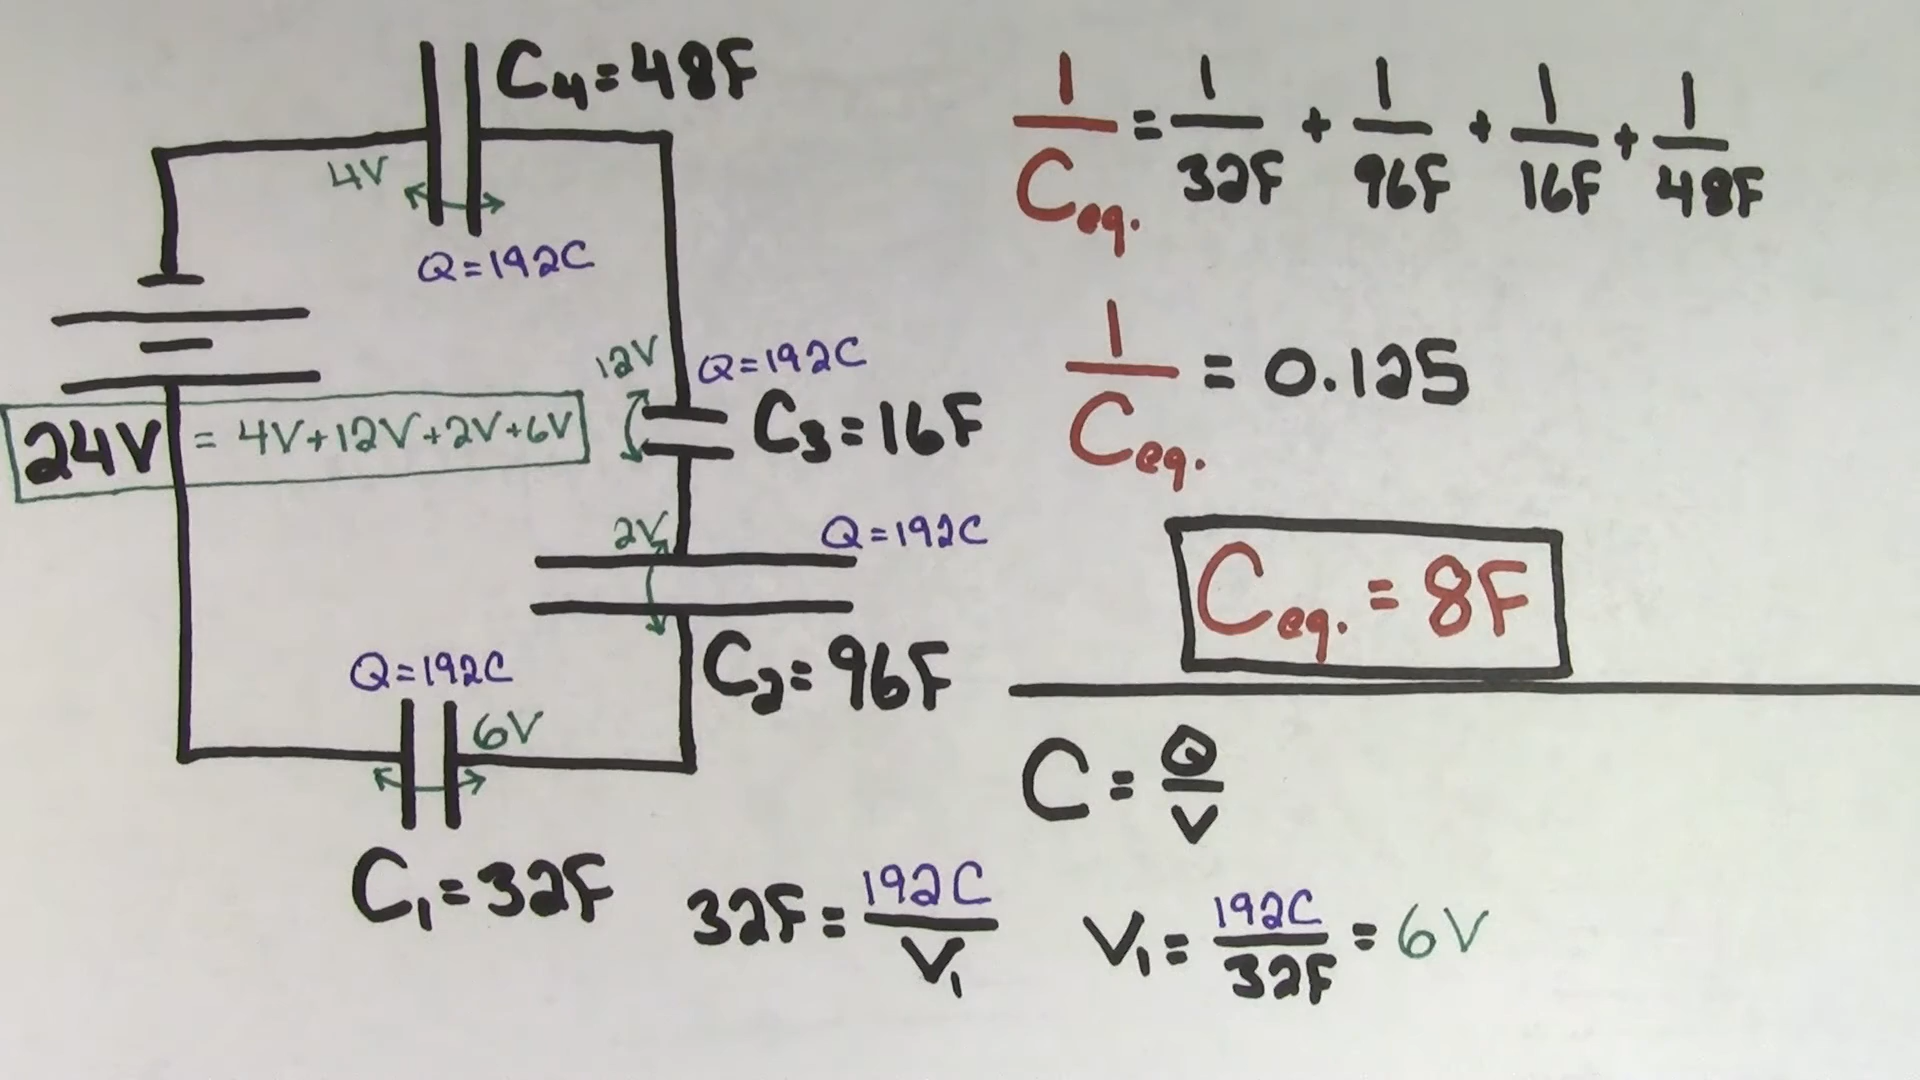 C₄=48F
4V
Q=192C
12V
Q=192C
C₃=16F
24V = 4V+12V+2V+6V
2V
Q=192C
C₂=96F
Q=192C
6V
C₁=32F
1/Ceq. = 1/32F + 1/96F + 1/16F + 1/48F
1/Ceq. = 0.125
Ceq. = 8F
C = Q/V
32F = 192C/V₁
V₁ = 192C/32F = 6V